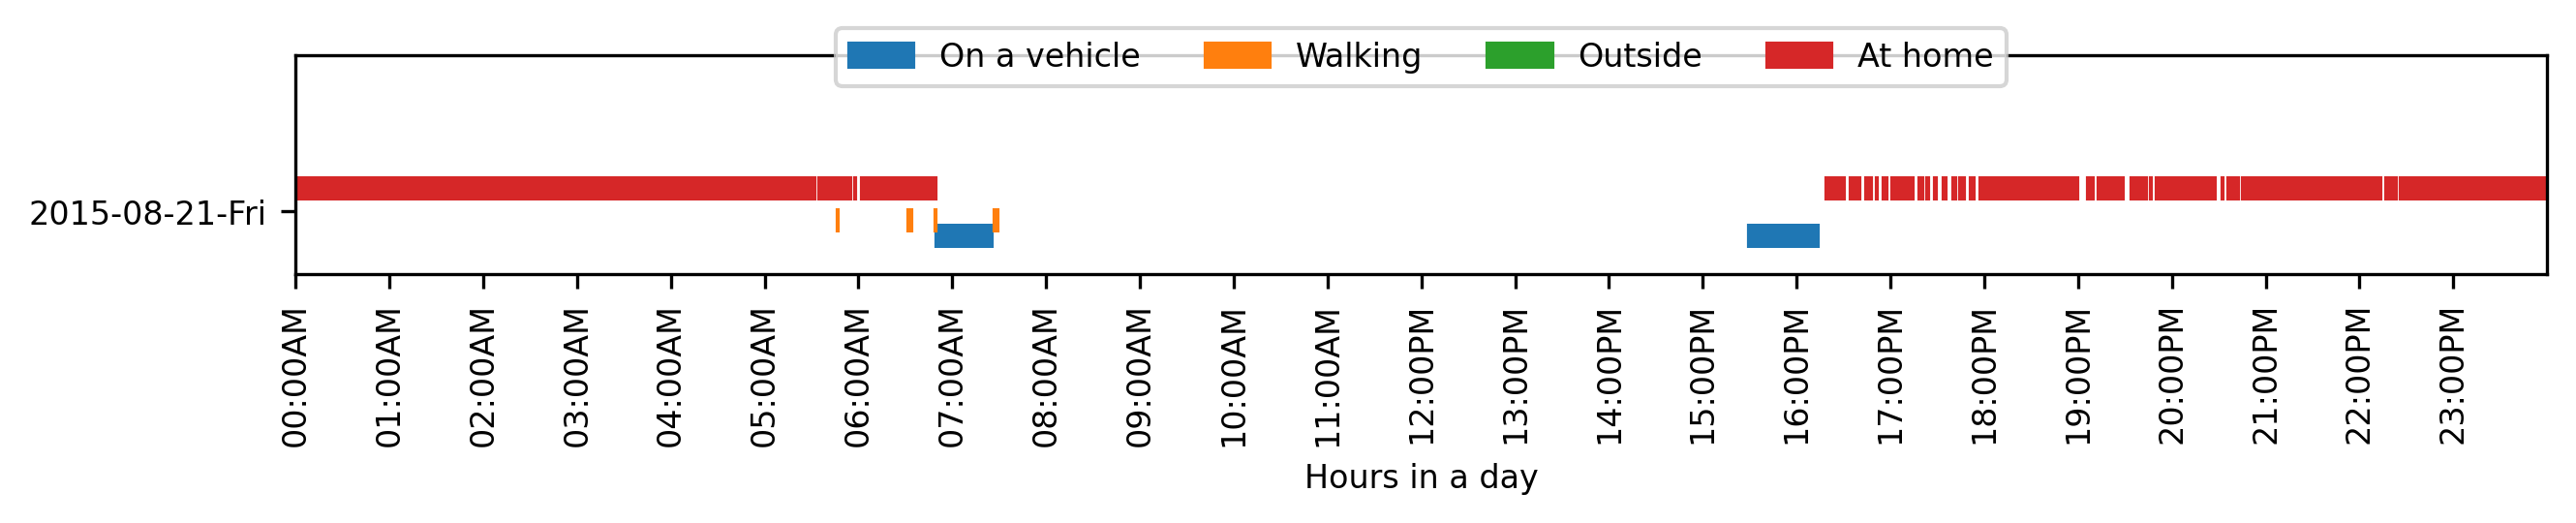 On a vehicle Walking Outside At home
2015-08-21-Fri
00:00AM 01:00AM 02:00AM 03:00AM 04:00AM 05:00AM 06:00AM 07:00AM 08:00AM 09:00AM 10:00AM 11:00AM 12:00PM 13:00PM 14:00PM 15:00PM 16:00PM 17:00PM 18:00PM 19:00PM 20:00PM 21:00PM 22:00PM 23:00PM
Hours in a day